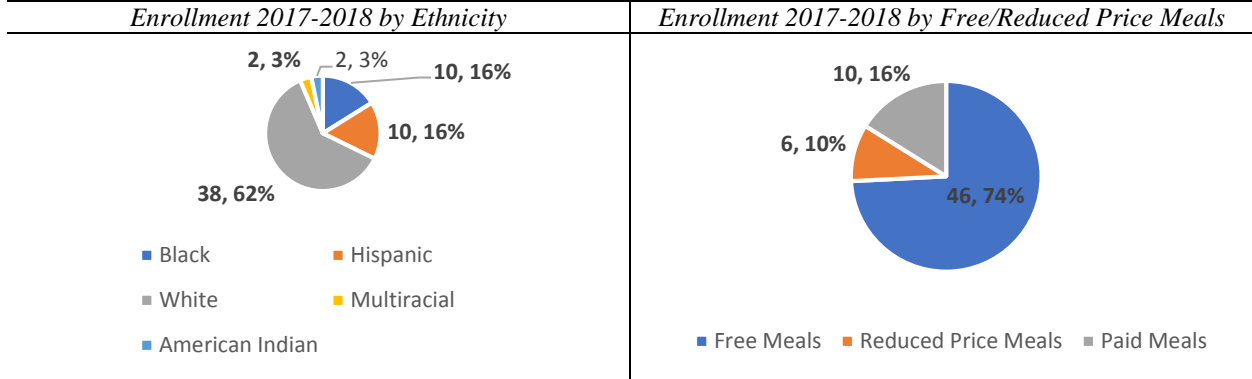 Enrollment 2017-2018 by Ethnicity
2, 3%
2, 3%
10, 16%
10, 16%
38, 62%
Black
Hispanic
White
Multiracial
American Indian
Enrollment 2017-2018 by Free/Reduced Price Meals
10, 16%
6, 10%
46, 74%
Free Meals
Reduced Price Meals
Paid Meals